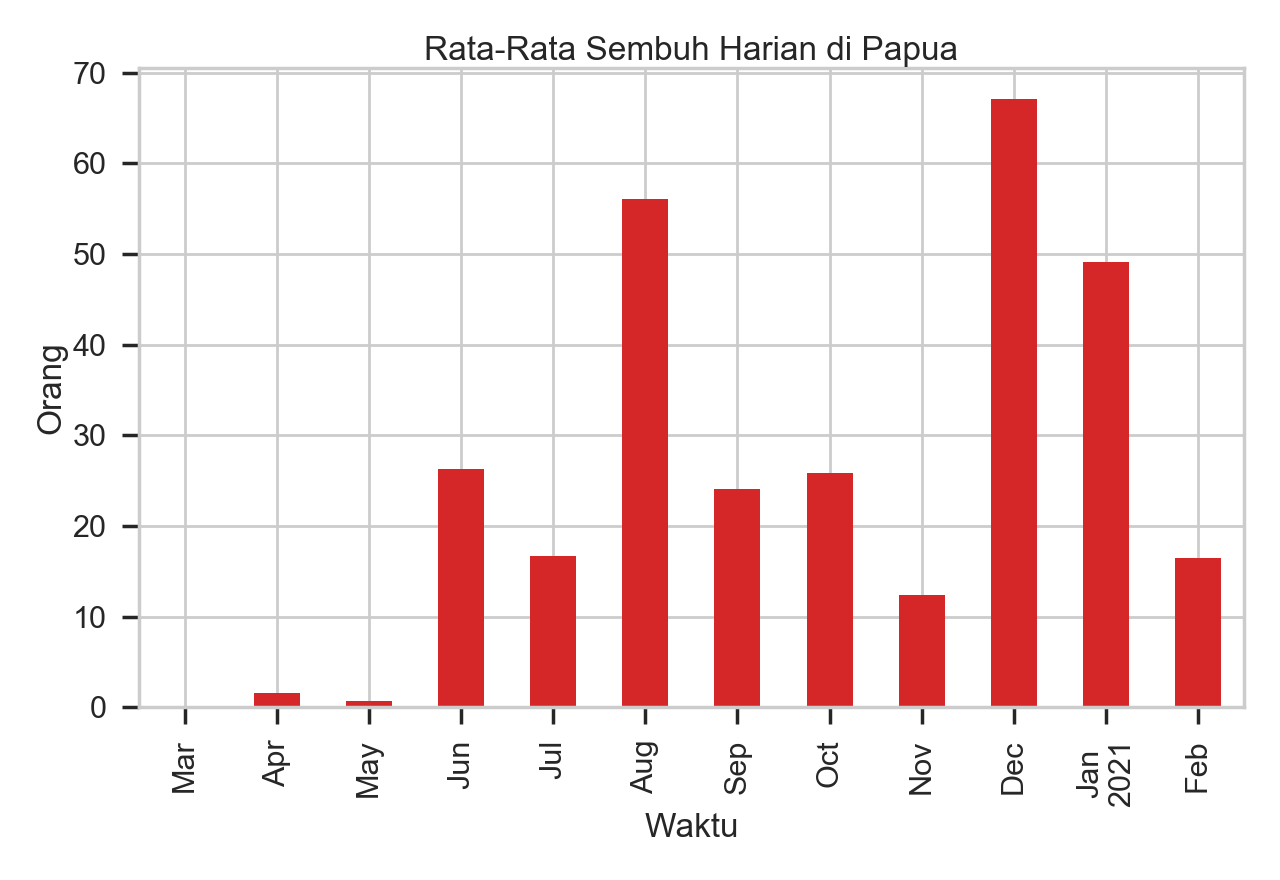 Rata-Rata Sembuh Harian di Papua
70
60
50
40
30
20
10
0
Orang
Mar
Apr
May
Jun
Jul
Aug
Sep
Oct
Nov
Dec
Jan
2021
Feb
Waktu